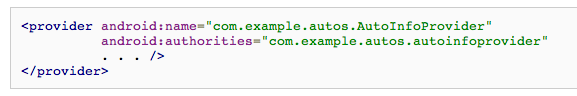 <provider android:name="com.example.autos.AutoInfoProvider"
android:authorities="com.example.autos.autoinfoprovider"
. . . />
</provider>